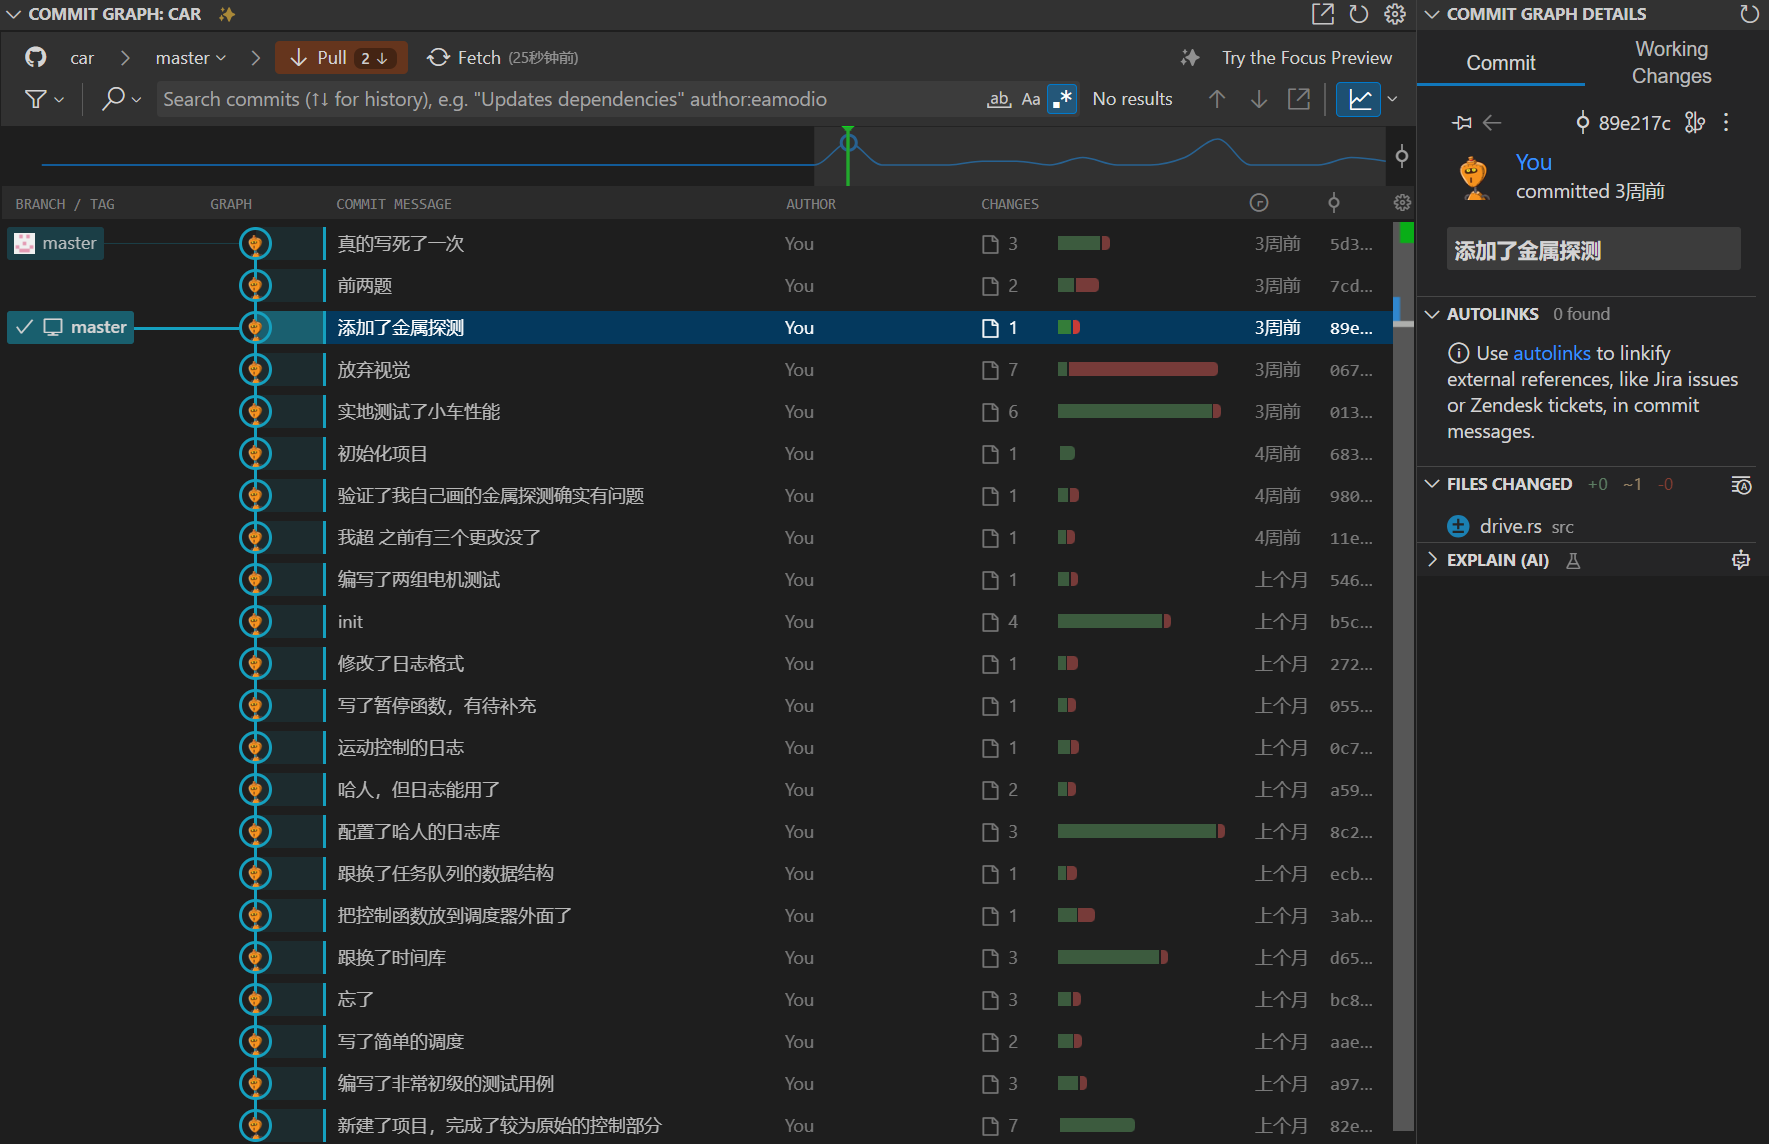 COMMIT GRAPH: CAR
car master Pull 2 Fetch (25秒钟前) Try the Focus Preview
Search commits (↑↓ for history), e.g. "Updates dependencies" author:eamodio ab Aa .* No results
BRANCH / TAG GRAPH COMMIT MESSAGE AUTHOR CHANGES
master 真的写死了一次 You 3 3周前 5d3...
前两题 You 2 3周前 7cd...
master 添加了金属探测 You 1 3周前 89e...
放弃视觉 You 7 3周前 067...
实地测试了小车性能 You 6 3周前 013...
初始化项目 You 1 4周前 683...
验证了我自己画的金属探测确实有问题 You 1 4周前 980...
我超 之前有三个更改没了 You 1 4周前 11e...
编写了两组电机测试 You 1 上个月 546...
init You 4 上个月 b5c...
修改了日志格式 You 1 上个月 272...
写了暂停函数，有待补充 You 1 上个月 055...
运动控制的日志 You 1 上个月 0c7...
哈人，但日志能用了 You 2 上个月 a59...
配置了哈人的日志库 You 3 上个月 8c2...
跟换了任务队列的数据结构 You 1 上个月 ecb...
把控制函数放到调度器外面了 You 1 上个月 3ab...
跟换了时间库 You 3 上个月 d65...
忘了 You 3 上个月 bc8...
写了简单的调度 You 2 上个月 aae...
编写了非常初级的测试用例 You 3 上个月 a97...
新建了项目，完成了较为原始的控制部分 You 7 上个月 82e...
COMMIT GRAPH DETAILS
Commit Working Changes
89e217c
You
committed 3周前
添加了金属探测
AUTOLINKS 0 found
Use autolinks to linkify
external references, like Jira issues
or Zendesk tickets, in commit
messages.
FILES CHANGED +0 ~1 -0
drive.rs src
EXPLAIN (AI)